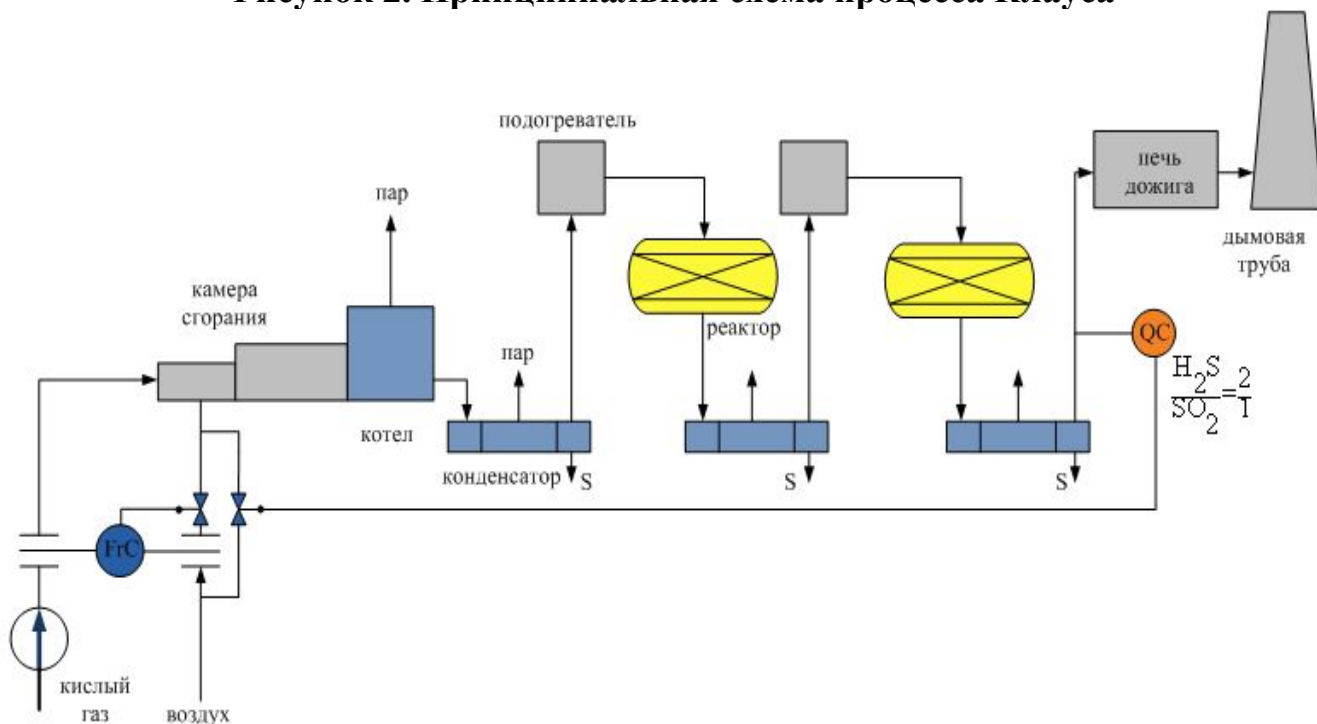 Рисунок 2. Принципиальная схема процесса Клауса
подогреватель
печь
дожига
пар
дымовая
труба
камера
сгорания
реактор
QC
пар
H2S
SO2
=
2
1
котел
конденсатор
S
S
S
FrC
кислый
газ
воздух